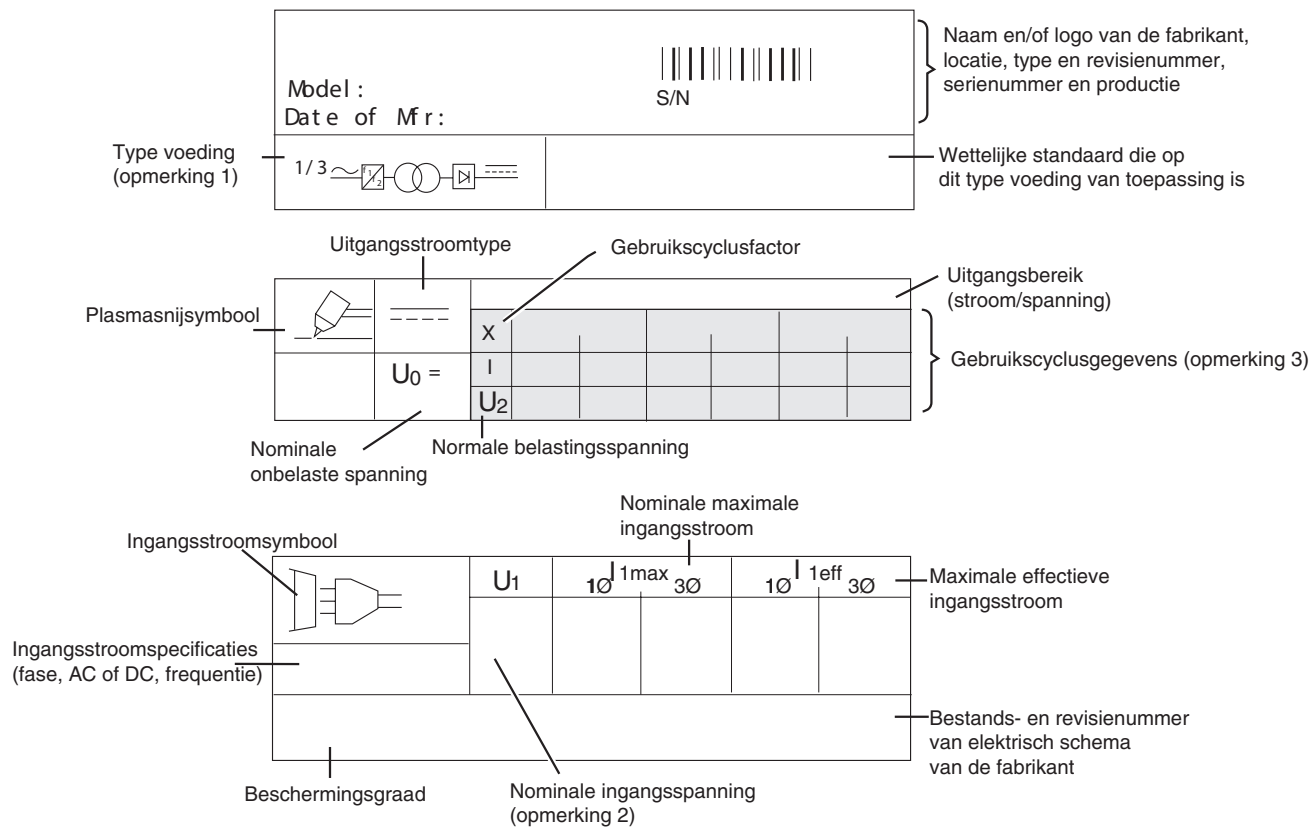 Naam en/of logo van de fabrikant,
locatie, type en revisienummer,
serienummer en productie
S/N
Model :
Date of Mfr:
Type voeding
(opmerking 1)
1/3
f1
f2
Wettelijke standaard die op
dit type voeding van toepassing is
Uitgangsstroomtype
Gebruikscyclusfactor
Uitgangsbereik
(stroom/spanning)
Plasmasnijsymbool
X
Gebruikscyclusgegevens (opmerking 3)
U0 =
I
U2
Nominale
onbelaste spanning
Normale belastingsspanning
Nominale maximale
ingangsstroom
Ingangsstroomsymbool
U1
1Ø I 1max 3Ø
1Ø I 1eff 3Ø
Maximale effectieve
ingangsstroom
Ingangsstroomspecificaties
(fase, AC of DC, frequentie)
Bestands- en revisienummer
van elektrisch schema
van de fabrikant
Beschermingsgraad
Nominale ingangsspanning
(opmerking 2)